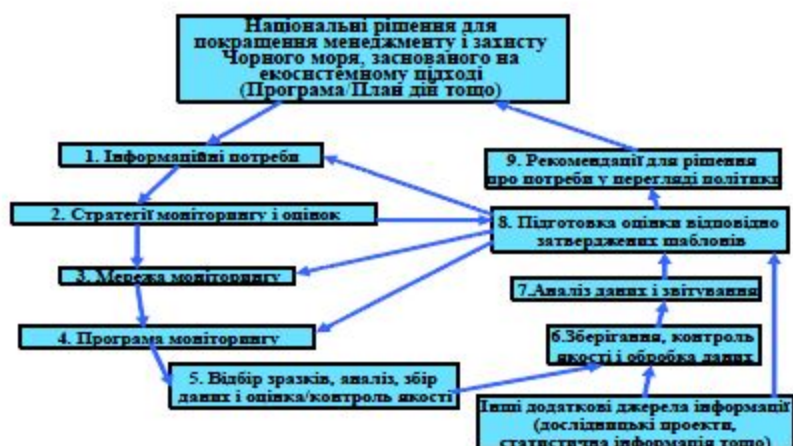 Національні рішення для
покращення менеджменту і захисту
Чорного моря, заснованого на
екосистемному підході
(Програма/План дій тощо)
1. Інформаційні потреби
2. Стратегії моніторингу і оцінок
3. Мережа моніторингу
4. Програма моніторингу
5. Відбір зразків, аналіз, збір
даних і оцінка/контроль якості
9. Рекомендації для рішення
про потреби у перегляді політики
8. Підготовка оцінки відповідно
затверджених шаблонів
7.Аналіз даних і звітування
6.Зберігання, контроль
якості і обробка даних
Інші додаткові джерела інформації
(дослідницькі проекти,
статистична інформація тощо)